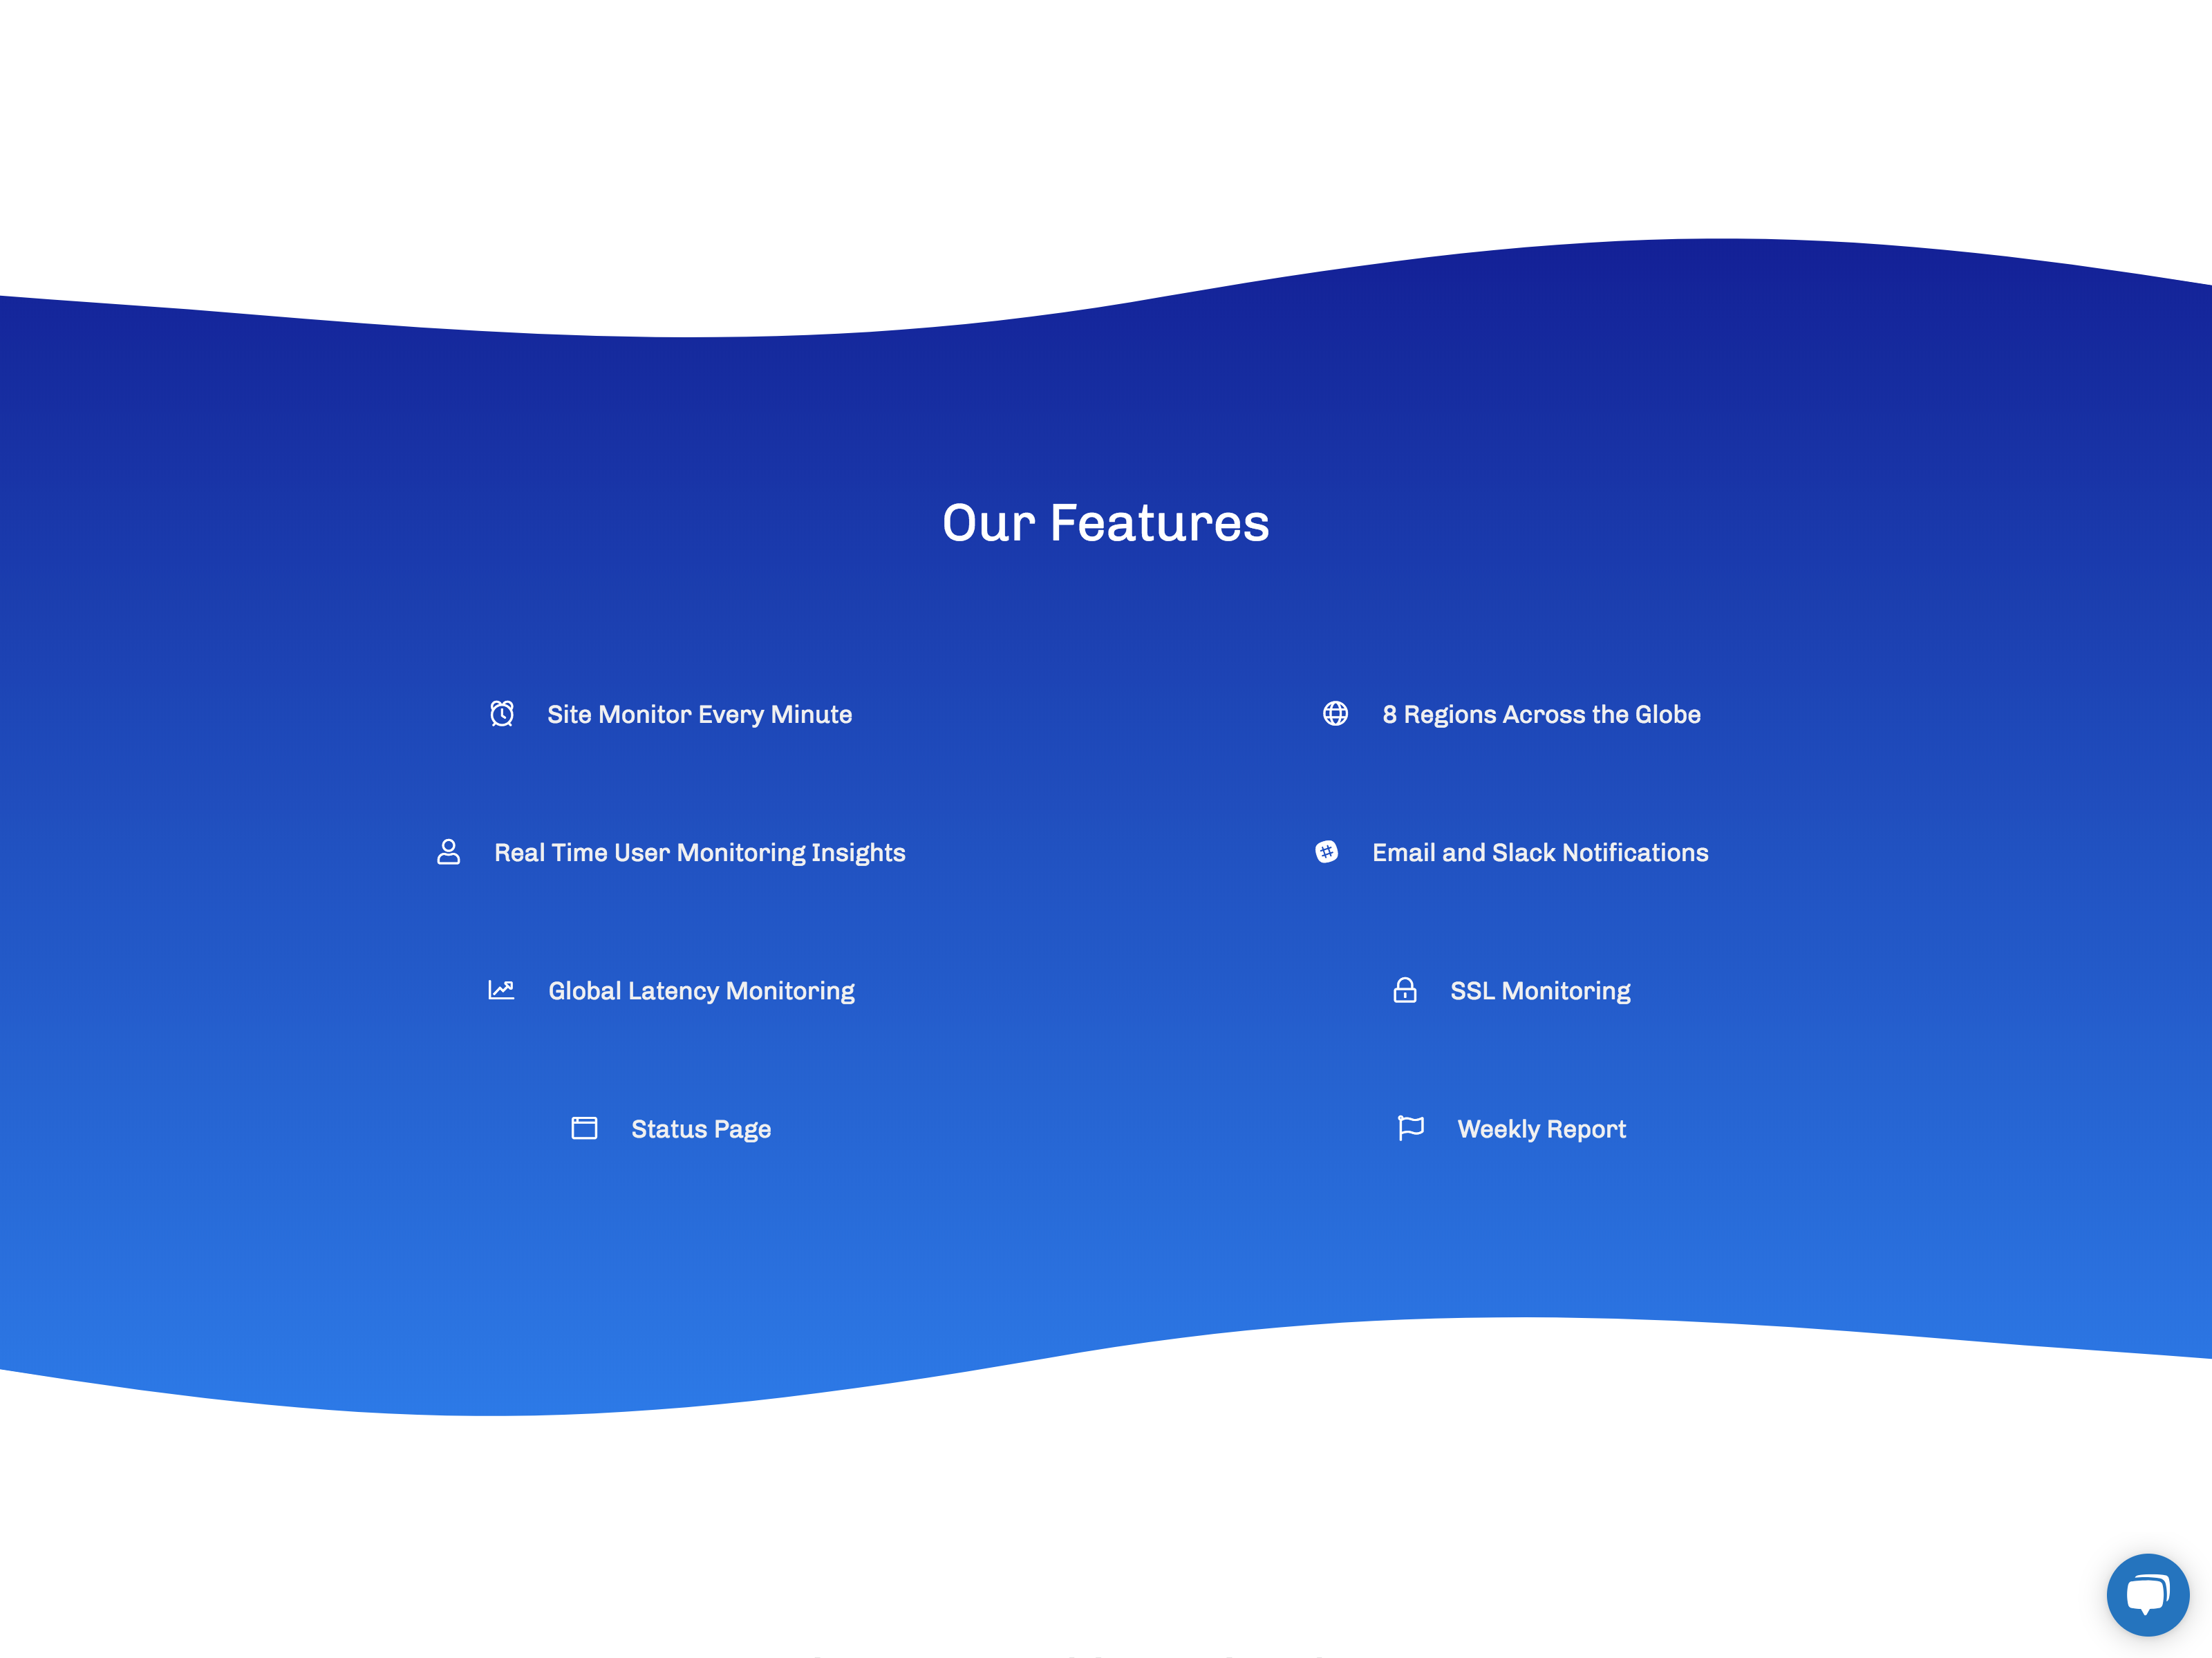 Our Features
Site Monitor Every Minute
8 Regions Across the Globe
Real Time User Monitoring Insights
Email and Slack Notifications
Global Latency Monitoring
SSL Monitoring
Status Page
Weekly Report